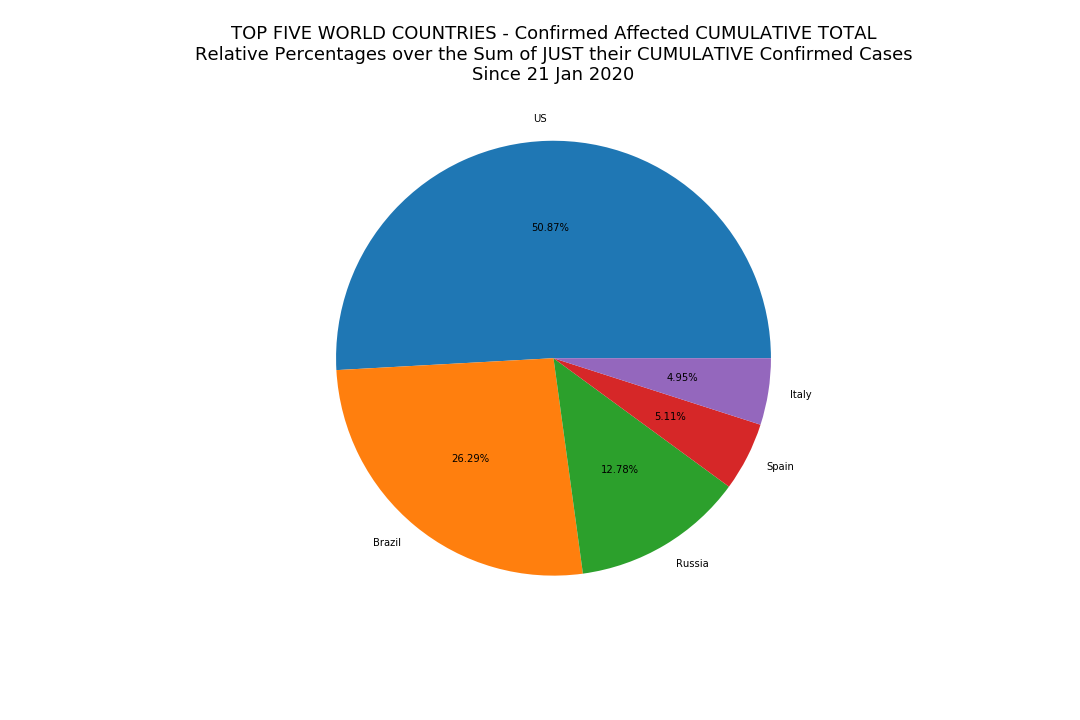 TOP FIVE WORLD COUNTRIES - Confirmed Affected CUMULATIVE TOTAL
Relative Percentages over the Sum of JUST their CUMULATIVE Confirmed Cases
Since 21 Jan 2020
US
50.87%
4.95%
Italy
5.11%
26.29%
12.78%
Spain
Brazil
Russia